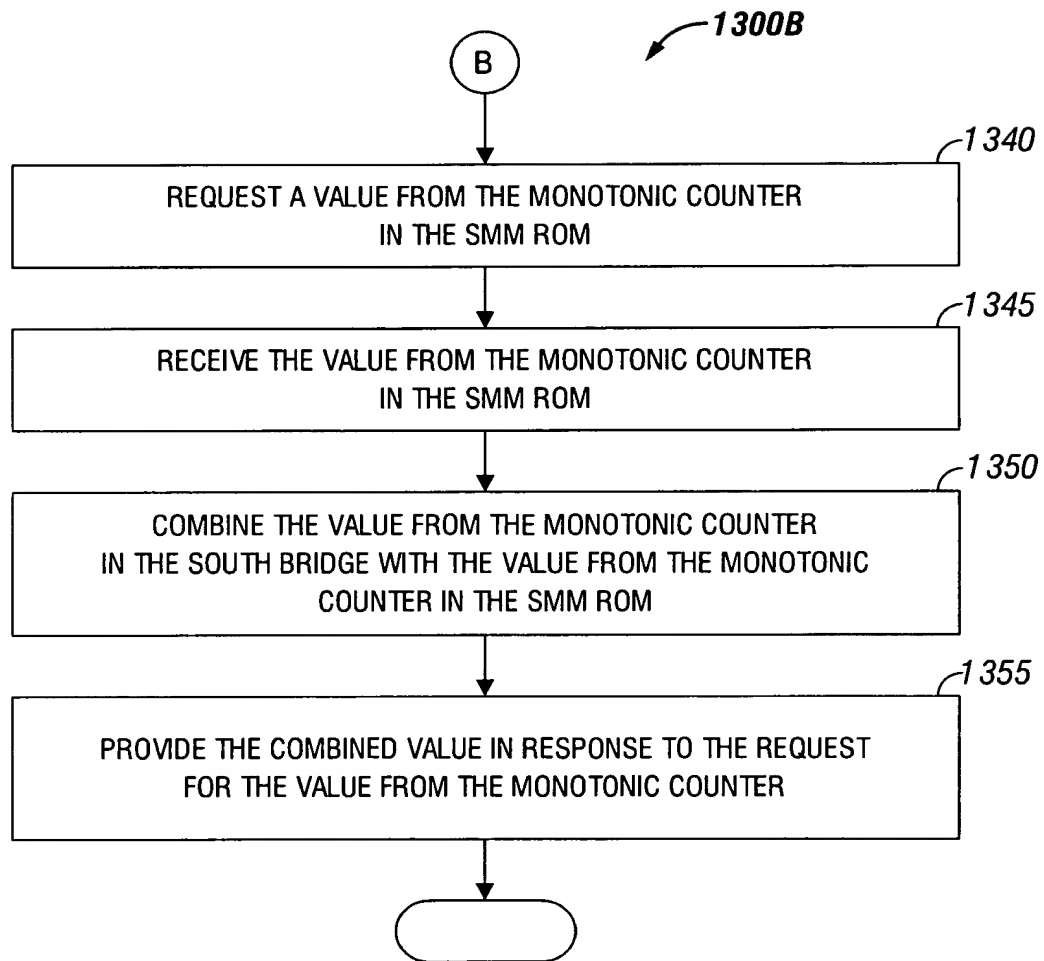 1300B
B
1340
REQUEST A VALUE FROM THE MONOTONIC COUNTER
IN THE SMM ROM
1345
RECEIVE THE VALUE FROM THE MONOTONIC COUNTER
IN THE SMM ROM
1350
COMBINE THE VALUE FROM THE MONOTONIC COUNTER
IN THE SOUTH BRIDGE WITH THE VALUE FROM THE MONOTONIC
COUNTER IN THE SMM ROM
1355
PROVIDE THE COMBINED VALUE IN RESPONSE TO THE REQUEST
FOR THE VALUE FROM THE MONOTONIC COUNTER